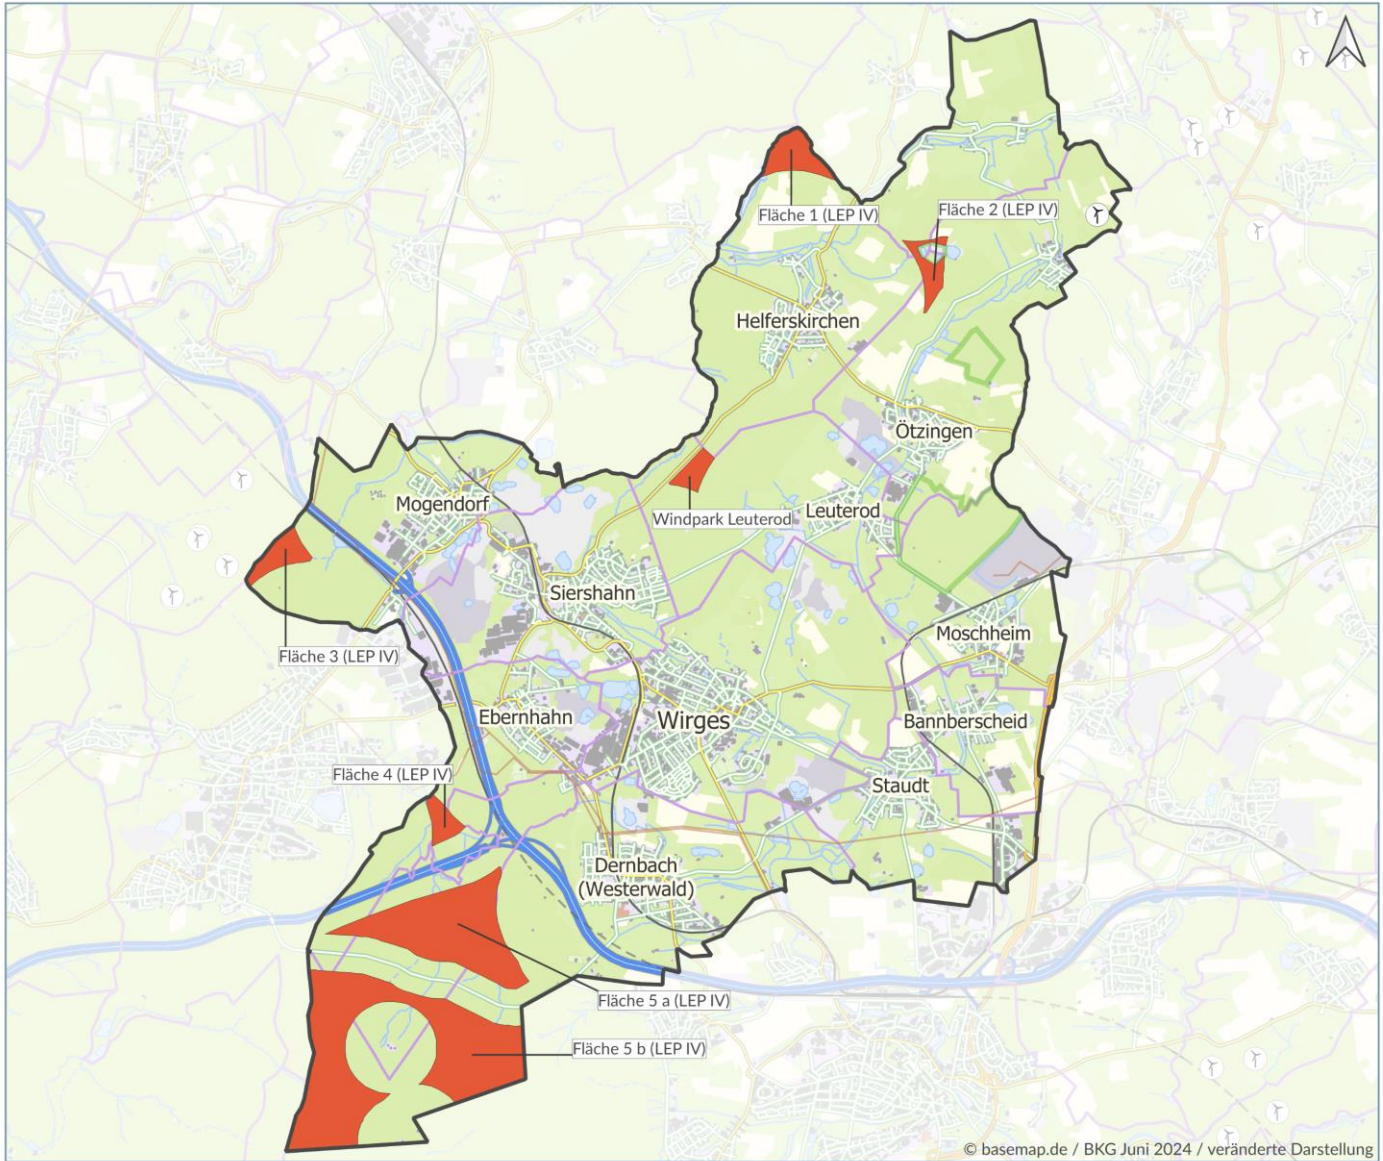 Fläche 1 (LEP IV)
Fläche 2 (LEP IV)
Helferskirchen
Ötzingen
Mogendorf
Leuterod
Windpark Leuterod
Siershahn
Moschheim
Fläche 3 (LEP IV)
Ebernhahn
Wirges
Bannberscheid
Fläche 4 (LEP IV)
Staudt
Dernbach
(Westerwald)
Fläche 5 a (LEP IV)
Fläche 5 b (LEP IV)
© basemap.de / BKG Juni 2024 / veränderte Darstellung